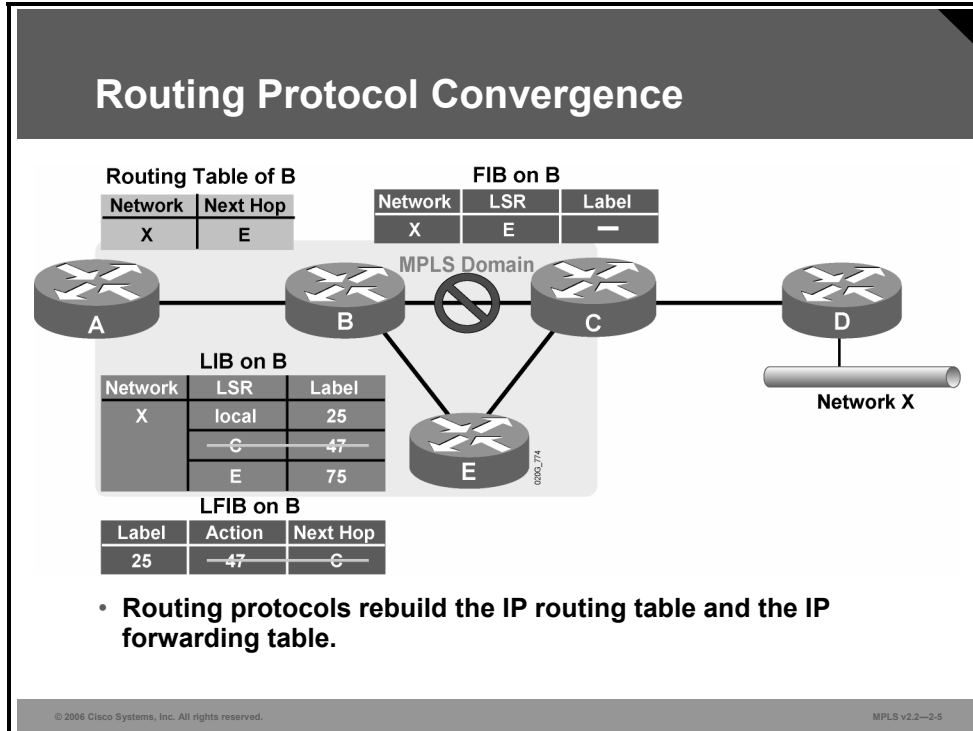 Routing Protocol Convergence
Routing Table of B
Network Next Hop
X E
FIB on B
Network LSR Label
X E —
MPLS Domain
A
B
C
D
Network X
LIB on B
Network LSR Label
X local 25
C 47
E 75
E
020G_774
LFIB on B
Label Action Next Hop
25 47 C
• Routing protocols rebuild the IP routing table and the IP
forwarding table.
© 2006 Cisco Systems, Inc. All rights reserved.
MPLS v2.2—2-5